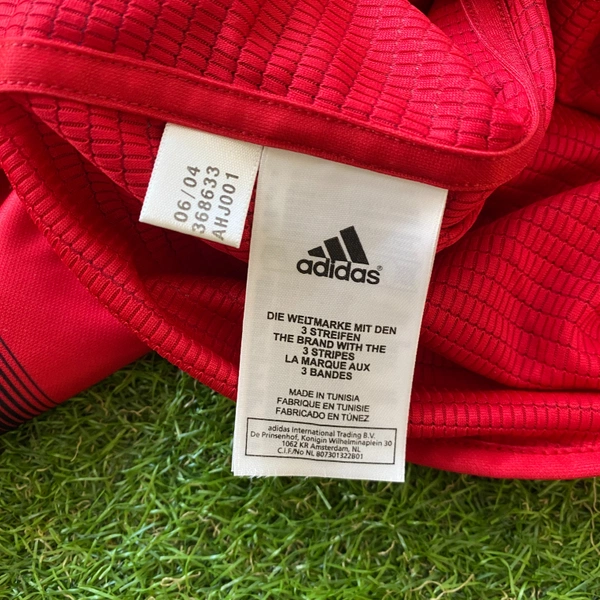 06/04
368633
AHJ001
adidas®
DIE WELTMARKE MIT DEN
3 STREIFEN
THE BRAND WITH THE
3 STRIPES
LA MARQUE AUX
3 BANDES
MADE IN TUNISIA
FABRIQUE EN TUNISIE
FABRICADO EN TÚNEZ
adidas International Trading B.V.
De Prinsenhof, Konigin Wilhelminaplein 30
1062 KR Amsterdam, NL
C.I.F./No NL B07301322B01